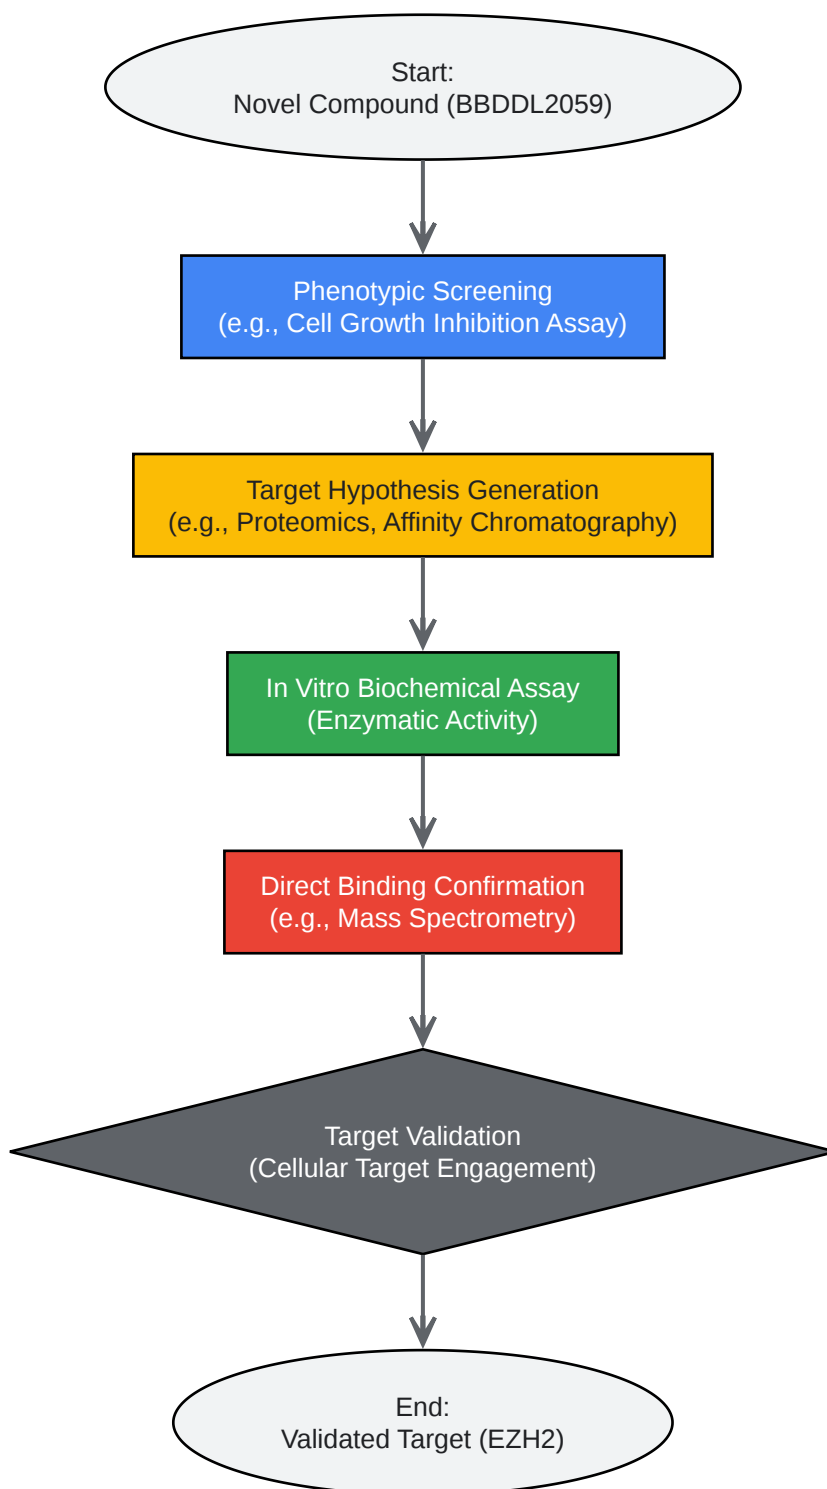 Start:
Novel Compound (BBDDL2059)
Phenotypic Screening
(e.g., Cell Growth Inhibition Assay)
Target Hypothesis Generation
(e.g., Proteomics, Affinity Chromatography)
In Vitro Biochemical Assay
(Enzymatic Activity)
Direct Binding Confirmation
(e.g., Mass Spectrometry)
Target Validation
(Cellular Target Engagement)
End:
Validated Target (EZH2)